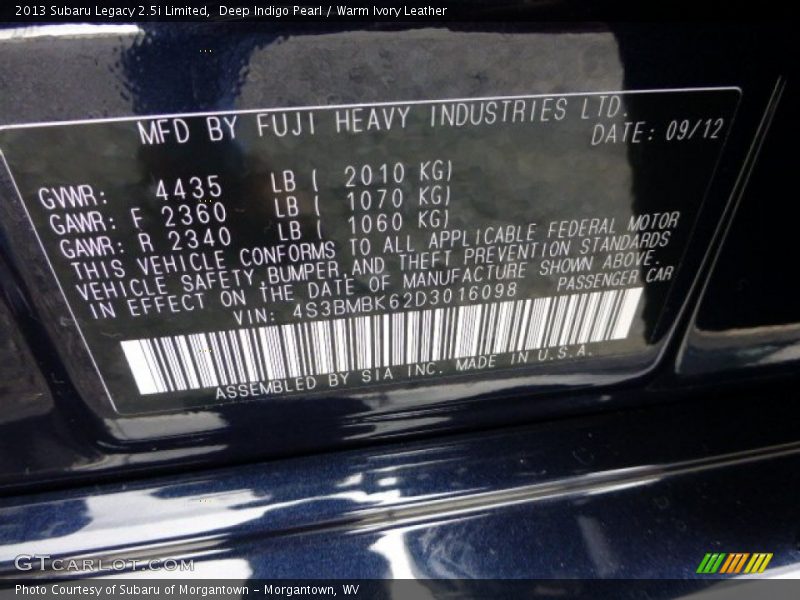 2013 Subaru Legacy 2.5i Limited,  Deep Indigo Pearl / Warm Ivory Leather
MFD BY FUJI HEAVY INDUSTRIES LTD.
DATE: 09/12
GVWR: 4435 LB ( 2010 KG)
GAWR: F 2360 LB ( 1070 KG)
GAWR: R 2340 LB ( 1060 KG)
THIS VEHICLE CONFORMS TO ALL APPLICABLE FEDERAL MOTOR
VEHICLE SAFETY,BUMPER,AND THEFT PREVENTION STANDARDS
IN EFFECT ON THE DATE OF MANUFACTURE SHOWN ABOVE.
VIN: 4S3BMBK62D3016098 PASSENGER CAR
ASSEMBLED BY SIA INC. MADE IN U.S.A.
GTCARLOT.COM
Photo Courtesy of Subaru of Morgantown - Morgantown, WV